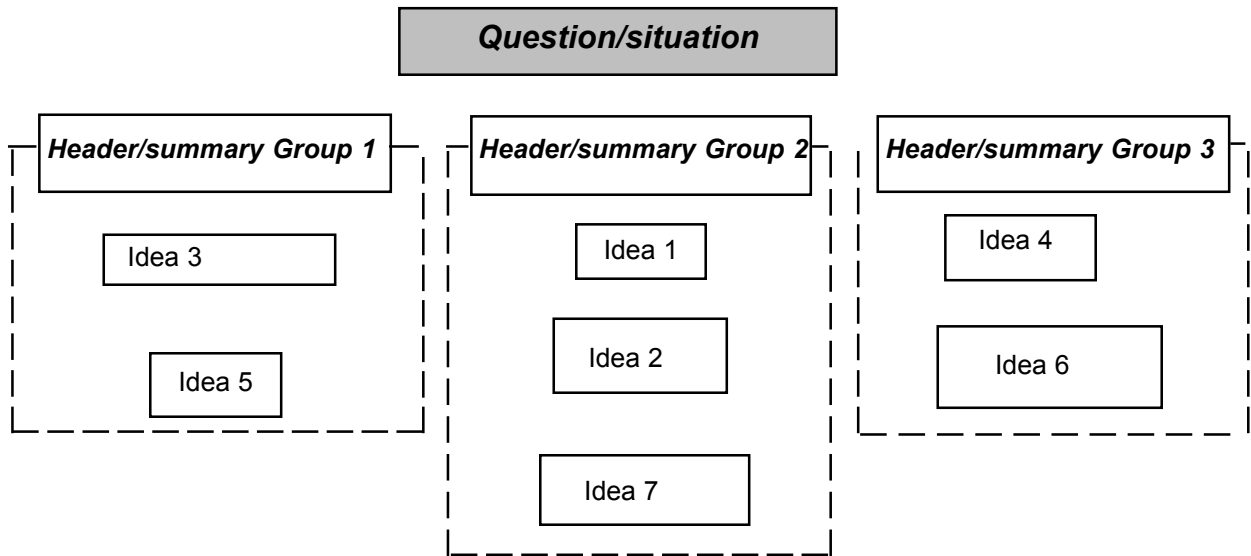 Question/situation
Header/summary Group 1
Header/summary Group 2
Header/summary Group 3
Idea 3
Idea 5
Idea 1
Idea 2
Idea 7
Idea 4
Idea 6